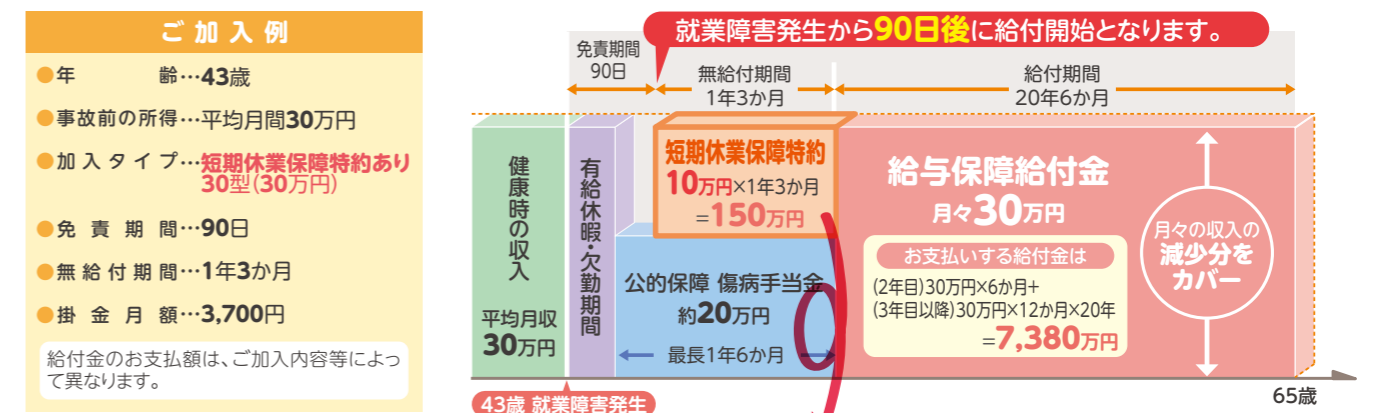 ご加入例
●年齢…43歳
●事故前の所得…平均月間30万円
●加入タイプ…短期休業保障特約あり
30型(30万円)
●免責期間…90日
●無給付期間…1年3か月
●掛金月額…3,700円
給付金のお支払額は、ご加入内容等によっ
て異なります。
就業障害発生から90日後に給付開始となります。
免責期間
90日
無給付期間
1年3か月
給付期間
20年6か月
健康時の収入
平均月収
30万円
有給休暇・欠勤期間
短期休業保障特約
10万円×1年3か月
=150万円
公的保障 傷病手当金
約20万円
最長1年6か月
給与保障給付金
月々30万円
お支払いする給付金は
(2年目)30万円×6か月+
(3年目以降)30万円×12か月×20年
=7,380万円
月々の収入の
減少分を
カバー
43歳 就業障害発生
65歳